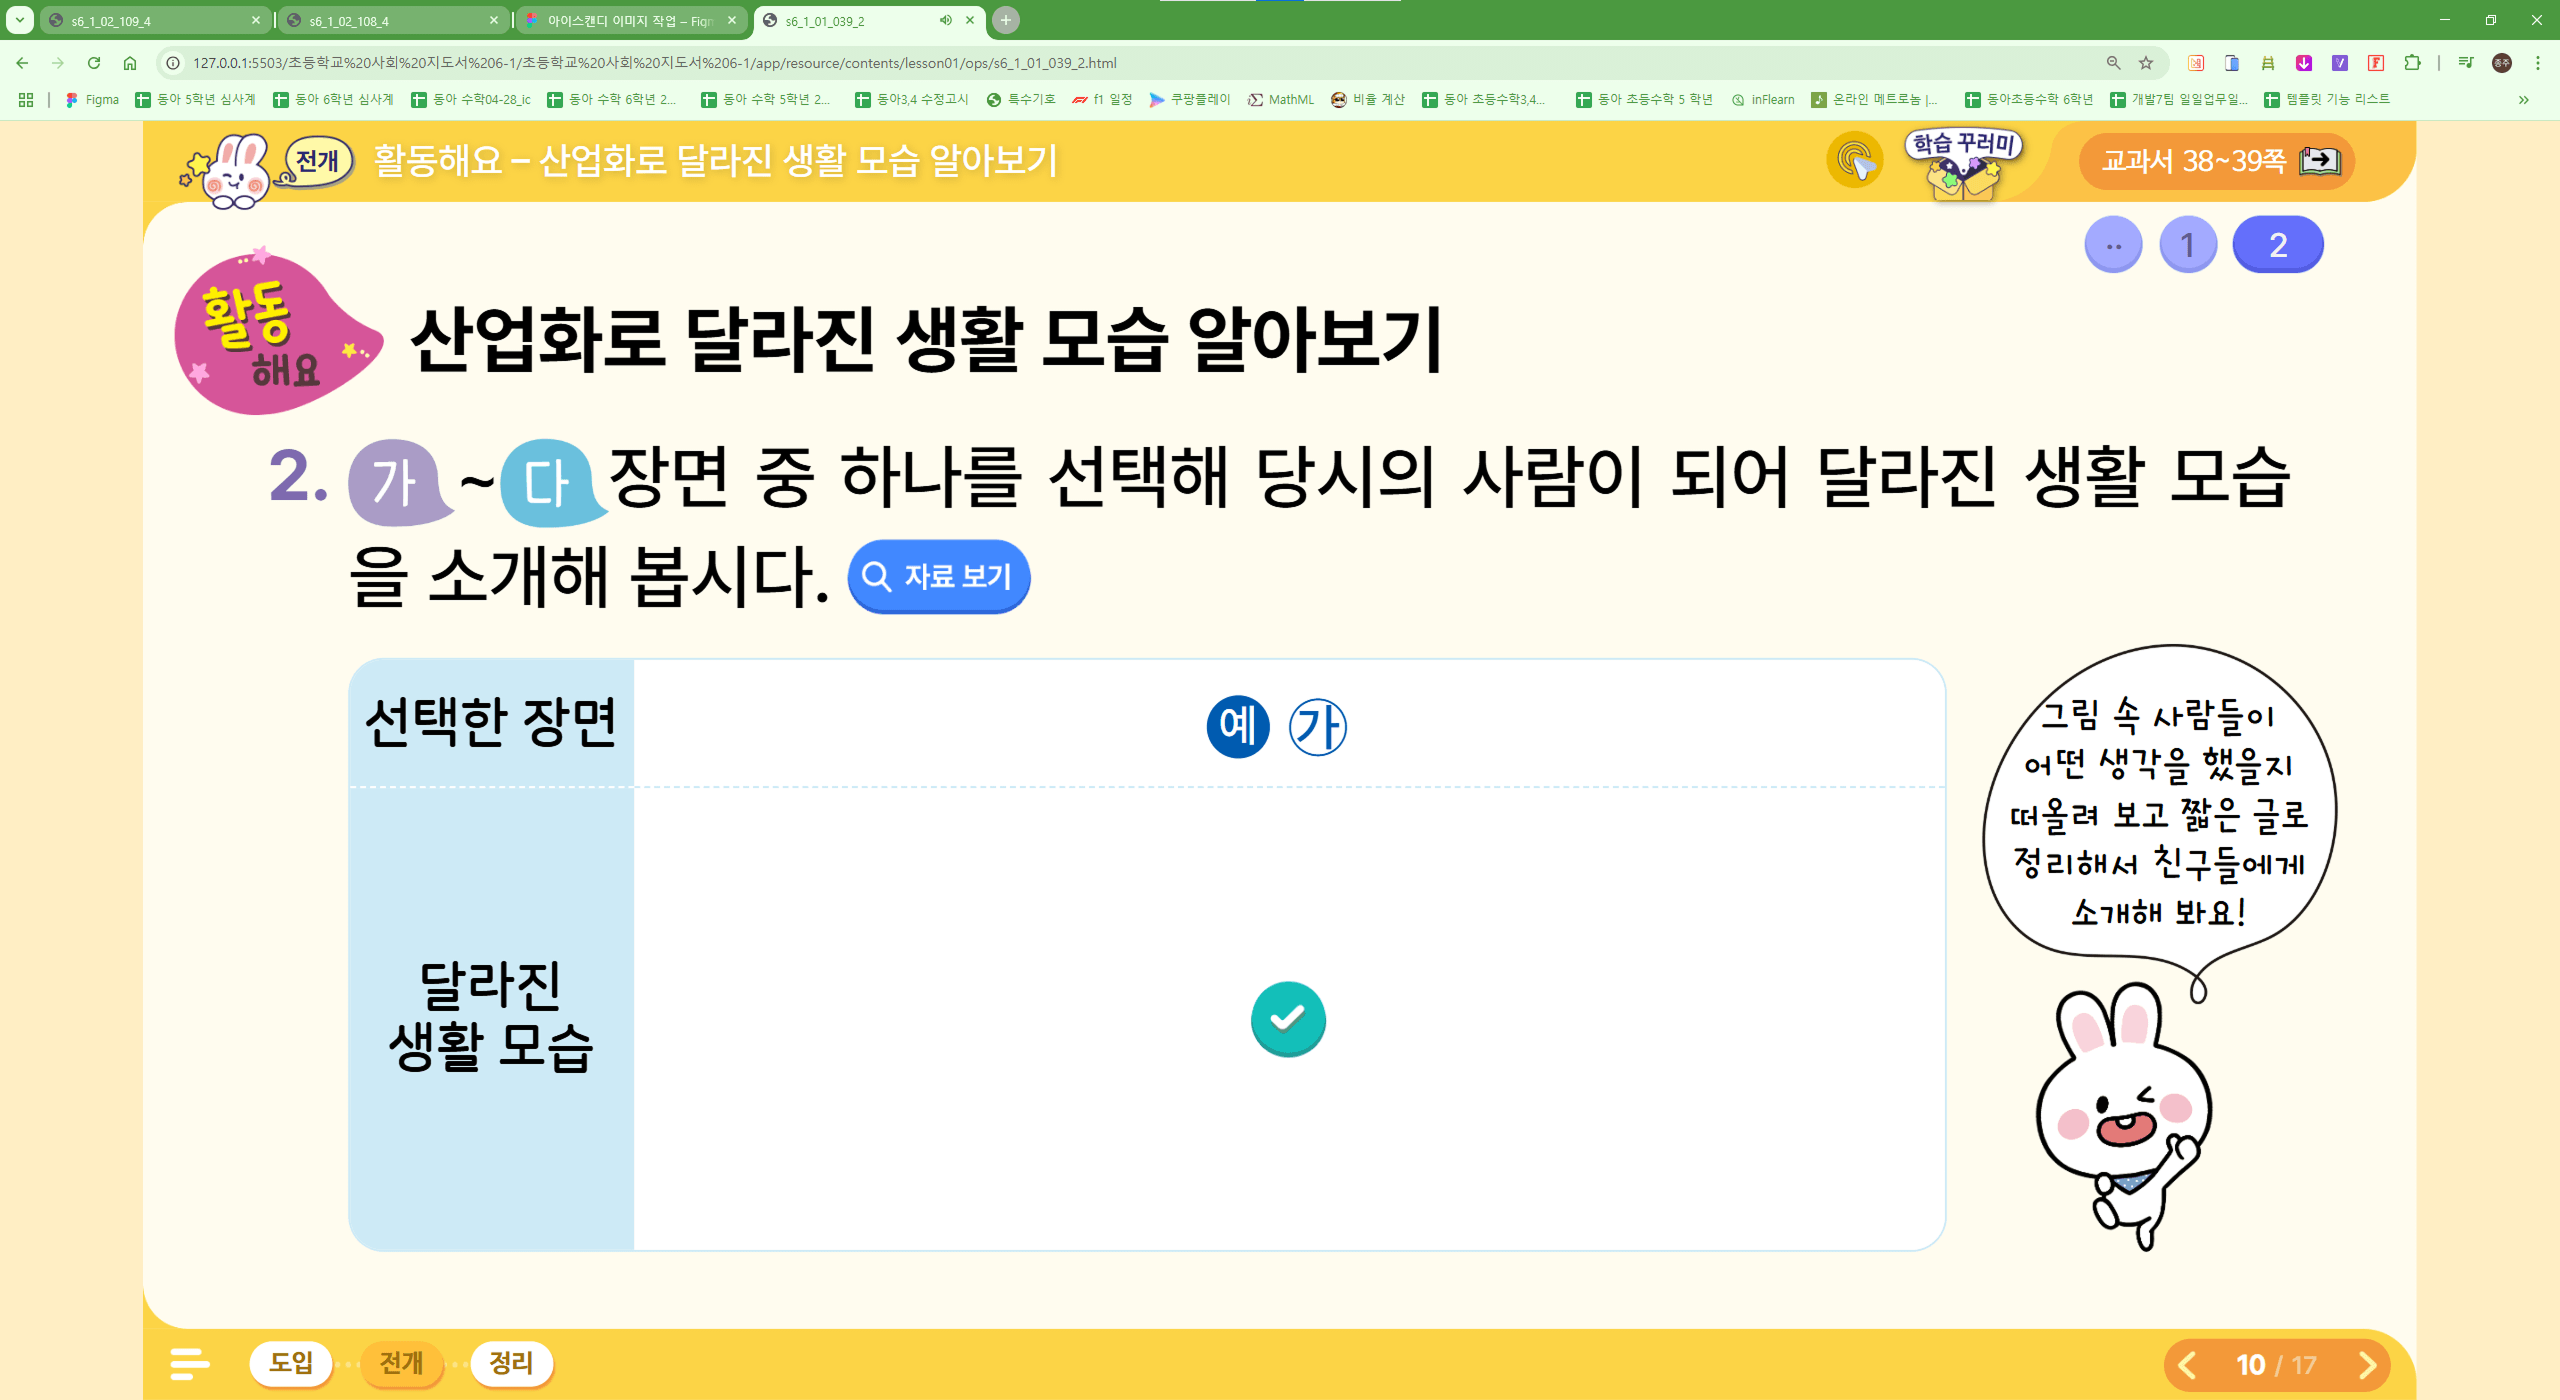 s6_1_02_109_4
s6_1_02_108_4
아이스캔디 이미지 작업 – Figm
s6_1_01_039_2
127.0.0.1:5503/초등학교%20사회%20지도서%206-1/초등학교%20사회%20지도서%206-1/app/resource/contents/lesson01/ops/s6_1_01_039_2.html
Figma 동아 5학년 심사계 동아 6학년 심사계 동아 수학04-28_ic 동아 수학 6학년 2... 동아 수학 5학년 2... 동아3,4 수정고시 특수기호 f1 일정 쿠팡플레이 MathML 비율 계산 동아 초등수학3,4... 동아 초등수학 5 학년 inFlearn 온라인 메트로놈 |... 동아초등수학 6학년 개발7팀 일일업무일... 템플릿 기능 리스트
전개 활동해요 – 산업화로 달라진 생활 모습 알아보기
학습 꾸러미
교과서 38~39쪽
.. 1 2
활동
해요
산업화로 달라진 생활 모습 알아보기
2. 가 ~ 다 장면 중 하나를 선택해 당시의 사람이 되어 달라진 생활 모습
을 소개해 봅시다. 자료 보기
선택한 장면
예 가
달라진
생활 모습
그림 속 사람들이
어떤 생각을 했을지
떠올려 보고 짧은 글로
정리해서 친구들에게
소개해 봐요!
도입 전개 정리
10 / 17